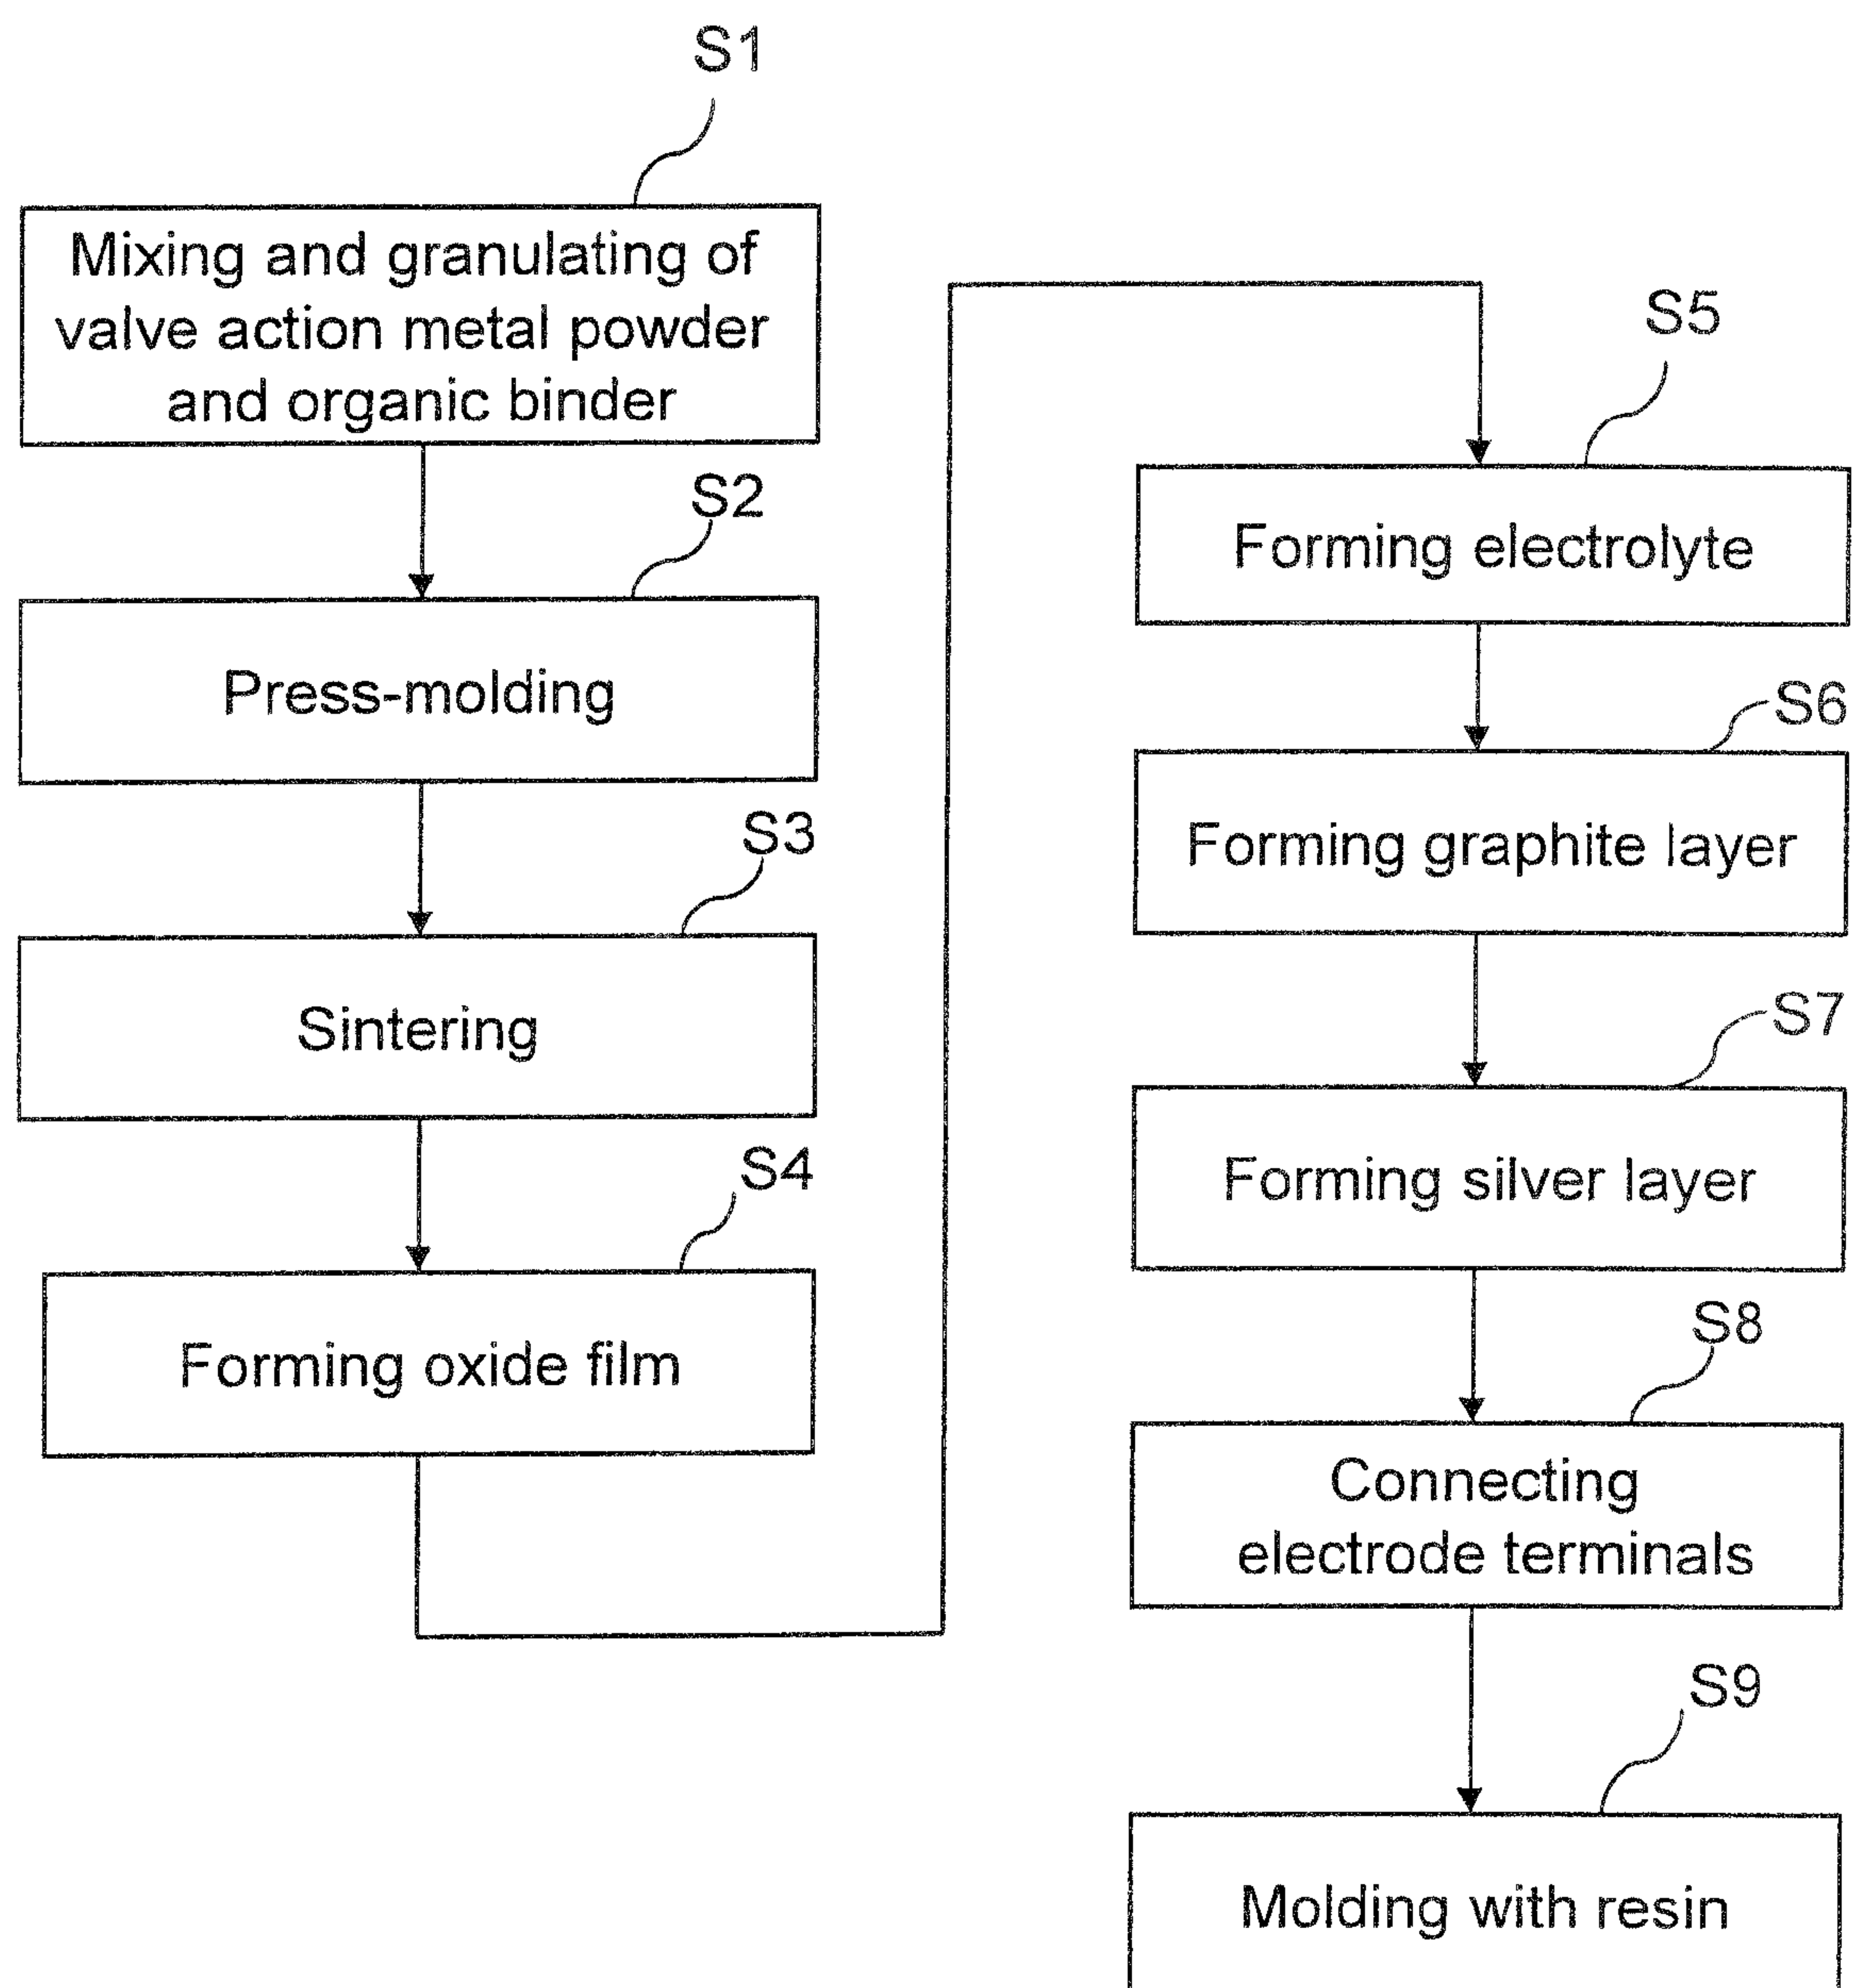 S1
Mixing and granulating of
valve action metal powder
and organic binder
S2
Press-molding
S3
Sintering
S4
Forming oxide film
S5
Forming electrolyte
S6
Forming graphite layer
S7
Forming silver layer
S8
Connecting
electrode terminals
S9
Molding with resin